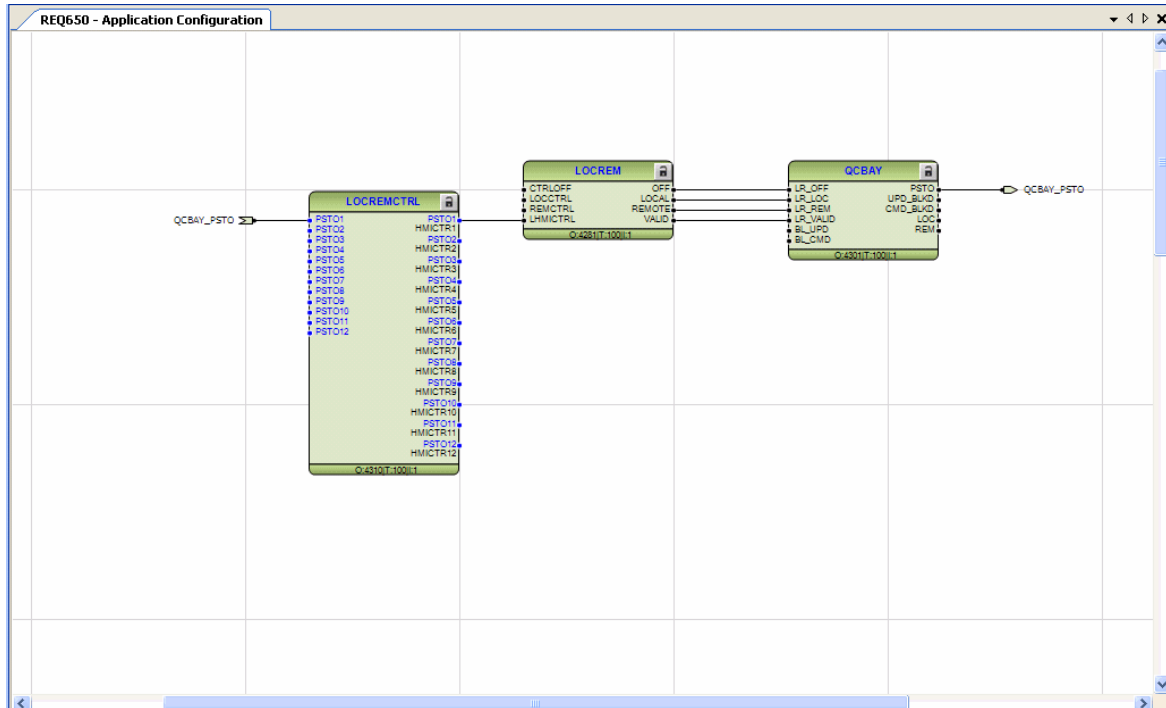 REQ650 - Application Configuration
QCBAY_PSTO
LOCREMCTRL
PSTO1 PSTO1
PSTO2 HMICTR1
PSTO3 PSTO2
PSTO4 HMICTR2
PSTO5 PSTO3
PSTO6 HMICTR3
PSTO7 PSTO4
PSTO8 HMICTR4
PSTO9 PSTO5
PSTO10 HMICTR5
PSTO11 PSTO6
PSTO12 HMICTR6
PSTO7
HMICTR7
PSTO8
HMICTR8
PSTO9
HMICTR9
PSTO10
HMICTR10
PSTO11
HMICTR11
PSTO12
HMICTR12
O:4310|T:100|I:1
LOCREM
CTRLOFF OFF
LOCCTRL LOCAL
REMCTRL REMOTE
LHMICTRL VALID
O:4281|T:100|I:1
QCBAY
LR_OFF PSTO
LR_LOC UPD_BLKD
LR_REM CMD_BLKD
LR_VALID LOC
BL_UPD REM
BL_CMD
O:4301|T:100|I:1
QCBAY_PSTO